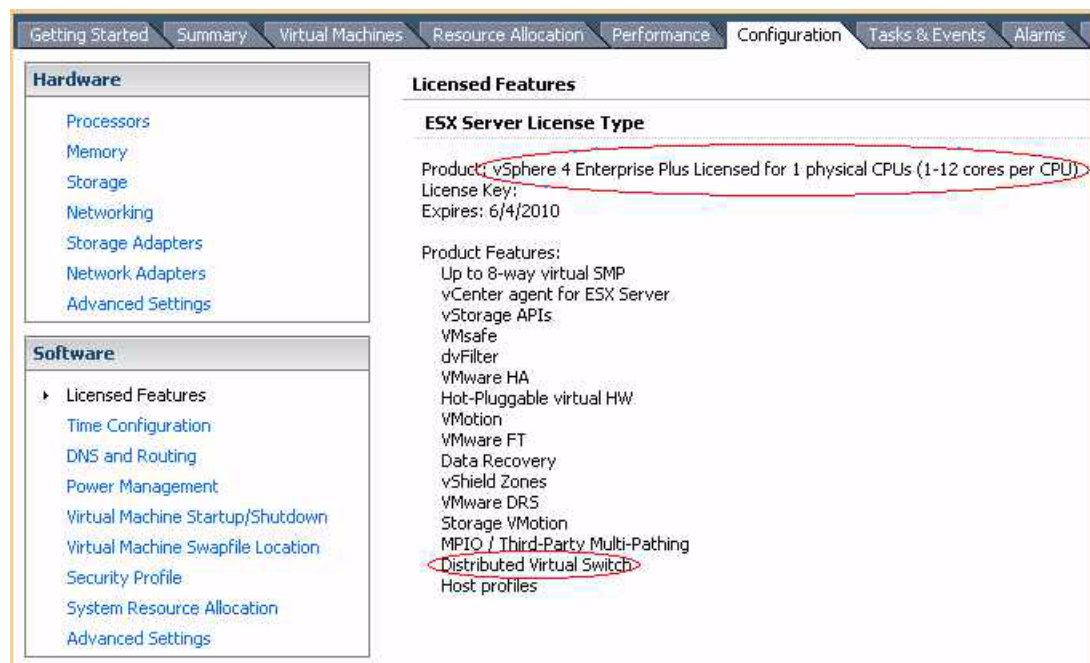 Getting Started Summary Virtual Machines Resource Allocation Performance Configuration Tasks & Events Alarms
Hardware
Processors
Memory
Storage
Networking
Storage Adapters
Network Adapters
Advanced Settings
Software
Licensed Features
Time Configuration
DNS and Routing
Power Management
Virtual Machine Startup/Shutdown
Virtual Machine Swapfile Location
Security Profile
System Resource Allocation
Advanced Settings
Licensed Features
ESX Server License Type
Product: vSphere 4 Enterprise Plus Licensed for 1 physical CPUs (1-12 cores per CPU)
License Key:
Expires: 6/4/2010
Product Features:
Up to 8-way virtual SMP
vCenter agent for ESX Server
vStorage APIs
VMsafe
dvFilter
VMware HA
Hot-Pluggable virtual HW
VMotion
VMware FT
Data Recovery
vShield Zones
VMware DRS
Storage VMotion
MPIO / Third-Party Multi-Pathing
Distributed Virtual Switch
Host profiles